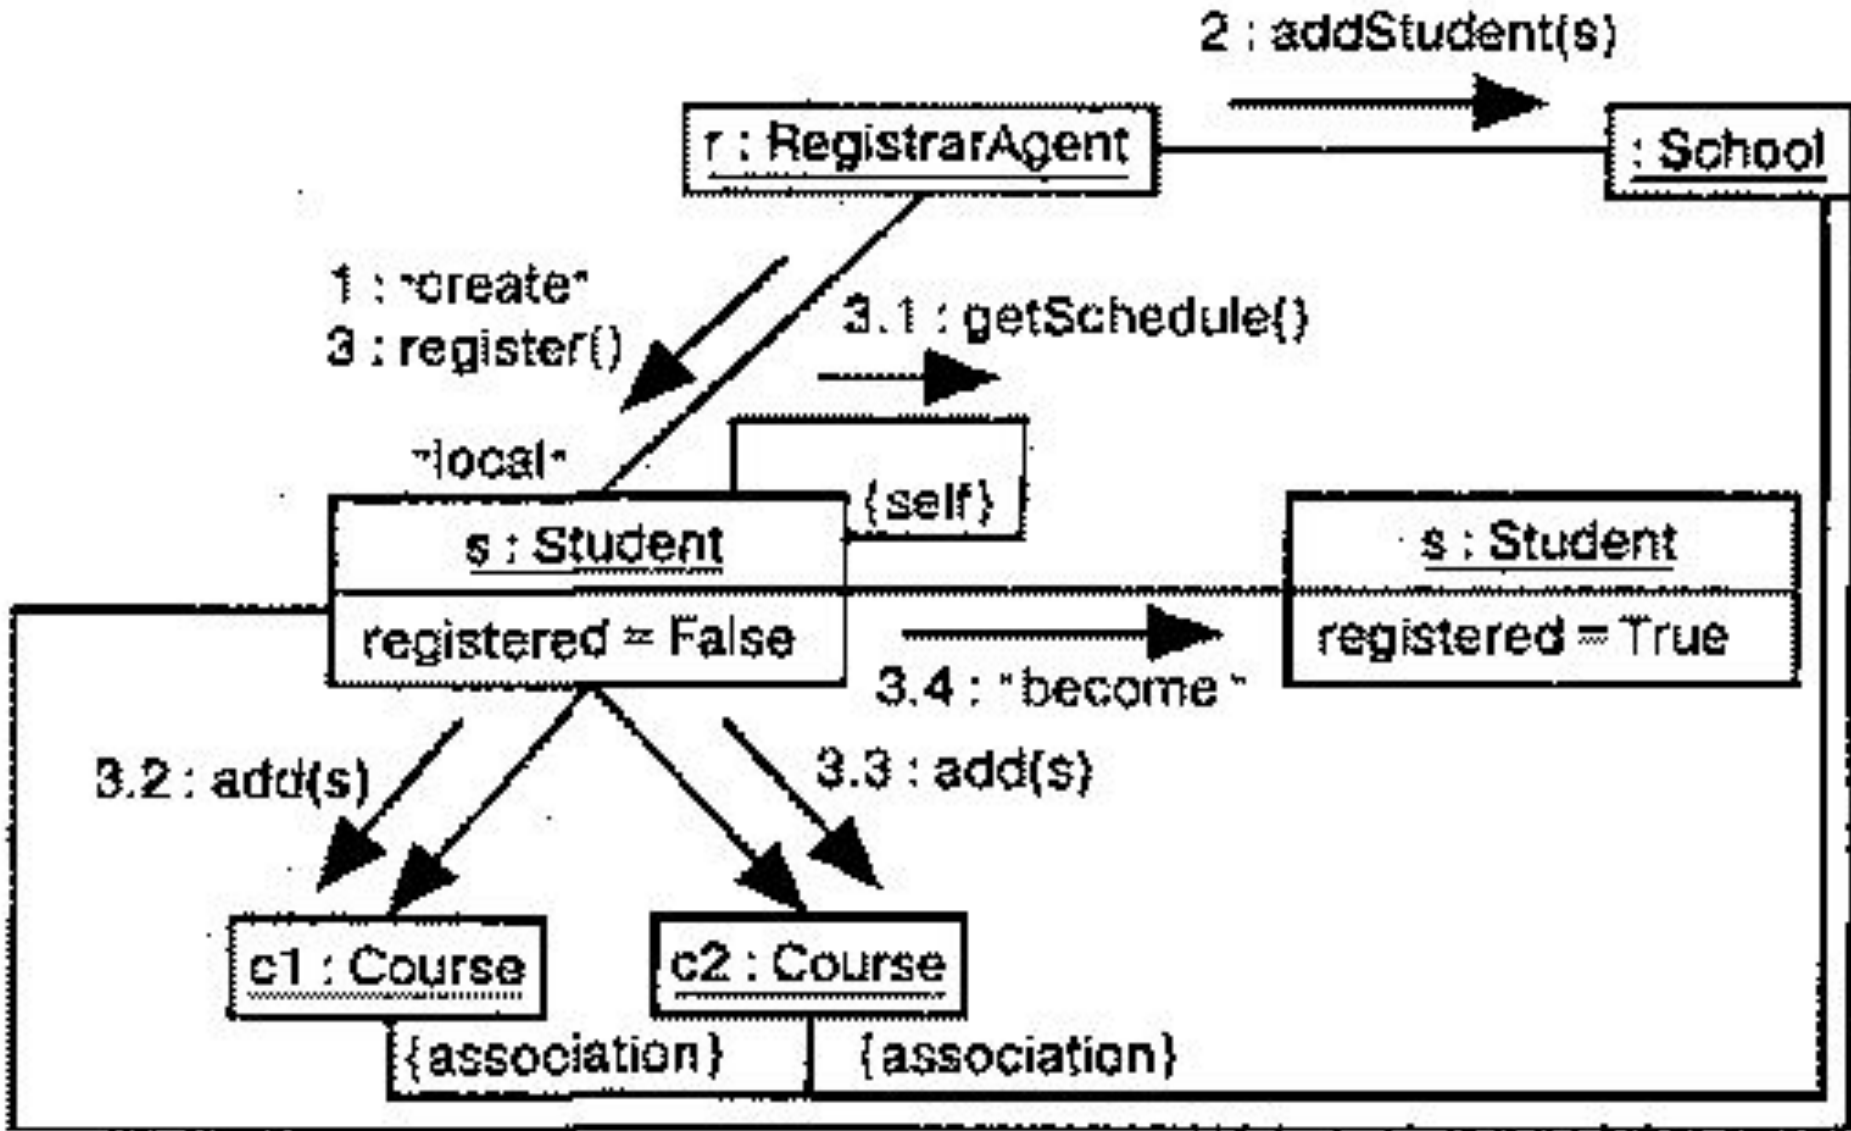 2 : addStudent(s)
r : RegistrarAgent
: School
1 : "create"
3 : register()
3.1 : getSchedule()
"local"
{self}
s : Student
registered = False
s : Student
registered = True
3.4 : "become"
3.2 : add(s)
3.3 : add(s)
c1 : Course
c2 : Course
{association}
{association}